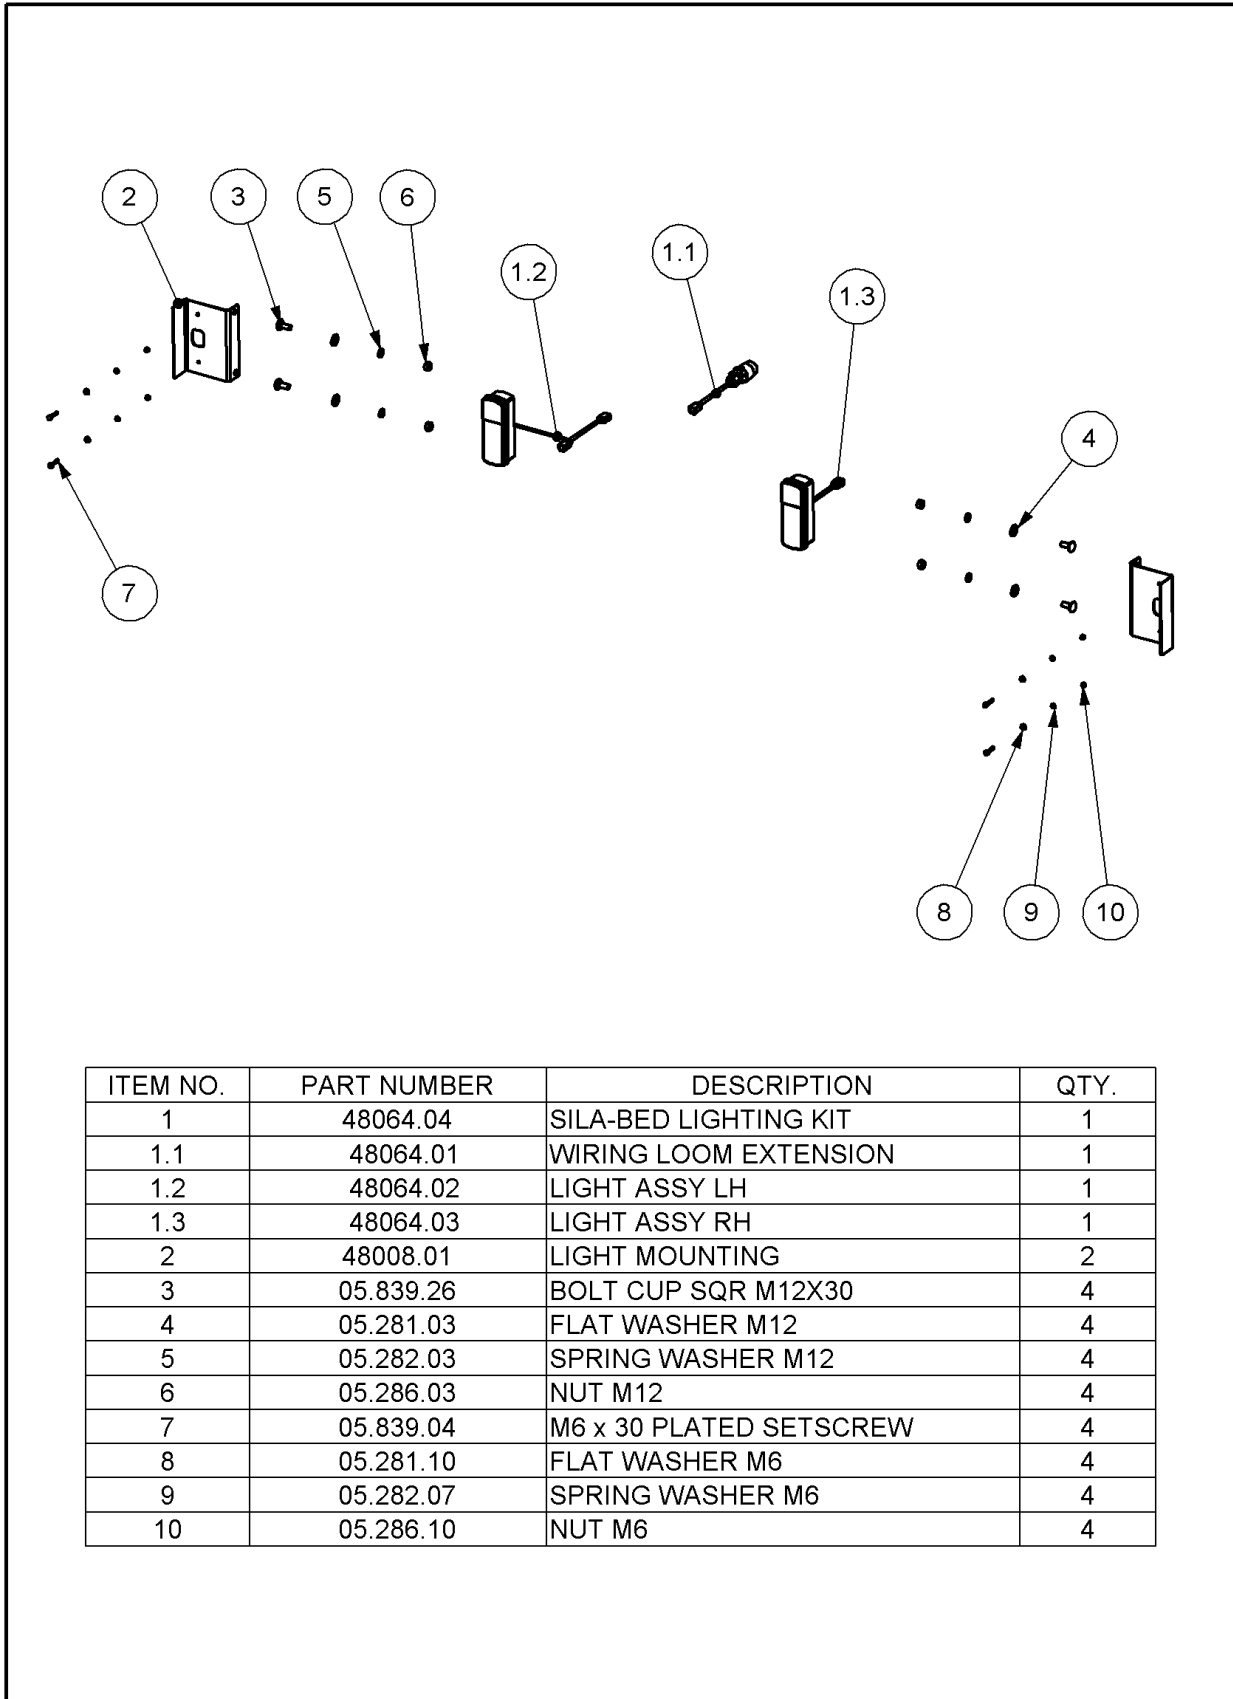 2 3 5 6
1.1
1.2
1.3
4
7
8 9 10
ITEM NO. PART NUMBER DESCRIPTION QTY.
1 48064.04 SILA-BED LIGHTING KIT 1
1.1 48064.01 WIRING LOOM EXTENSION 1
1.2 48064.02 LIGHT ASSY LH 1
1.3 48064.03 LIGHT ASSY RH 1
2 48008.01 LIGHT MOUNTING 2
3 05.839.26 BOLT CUP SQR M12X30 4
4 05.281.03 FLAT WASHER M12 4
5 05.282.03 SPRING WASHER M12 4
6 05.286.03 NUT M12 4
7 05.839.04 M6 x 30 PLATED SETSCREW 4
8 05.281.10 FLAT WASHER M6 4
9 05.282.07 SPRING WASHER M6 4
10 05.286.10 NUT M6 4